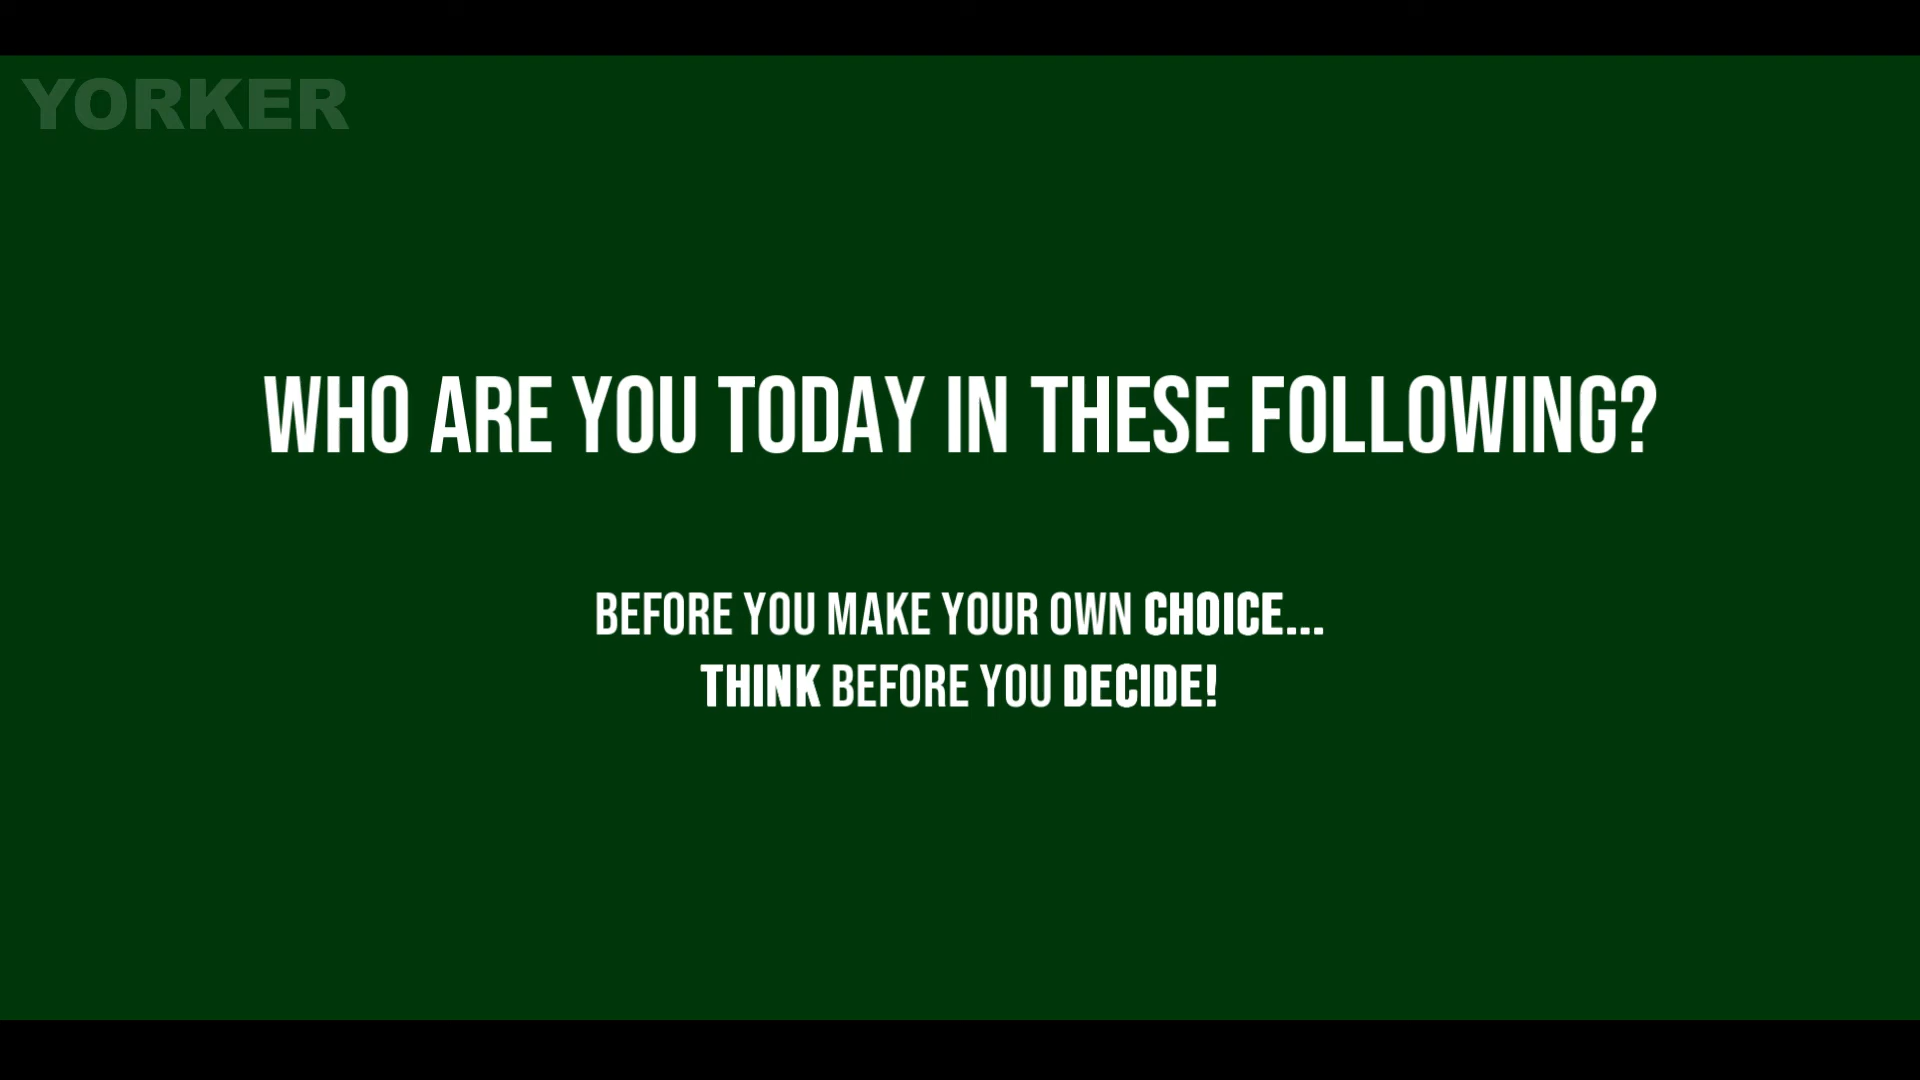 YORKER
WHO ARE YOU TODAY IN THESE FOLLOWING?
BEFORE YOU MAKE YOUR OWN CHOICE...
THINK BEFORE YOU DECIDE!